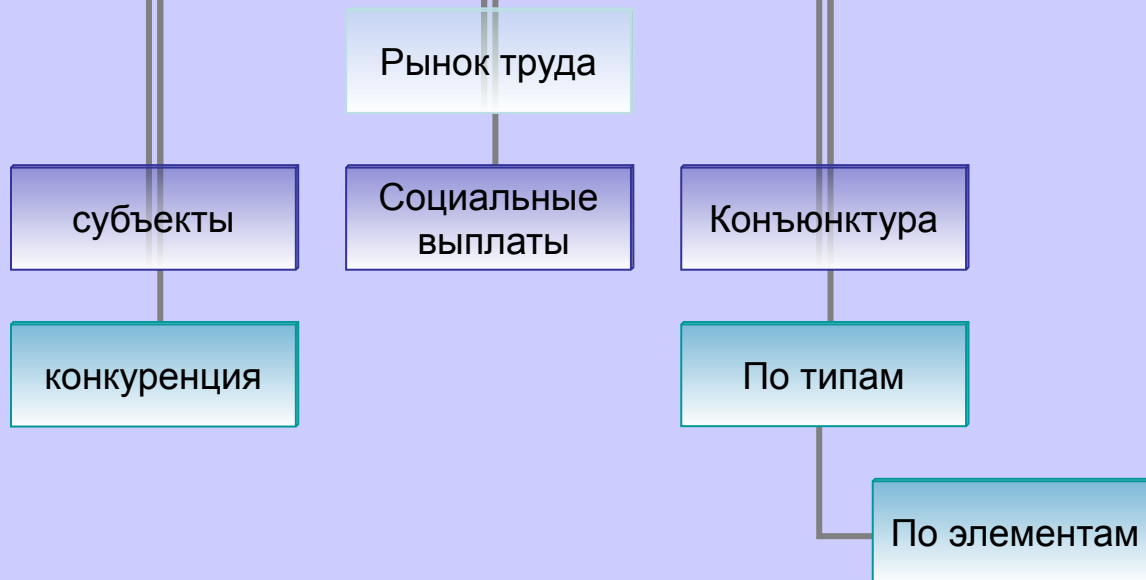 Рынок труда
субъекты
Социальные
выплаты
Конъюнктура
конкуренция
По типам
По элементам